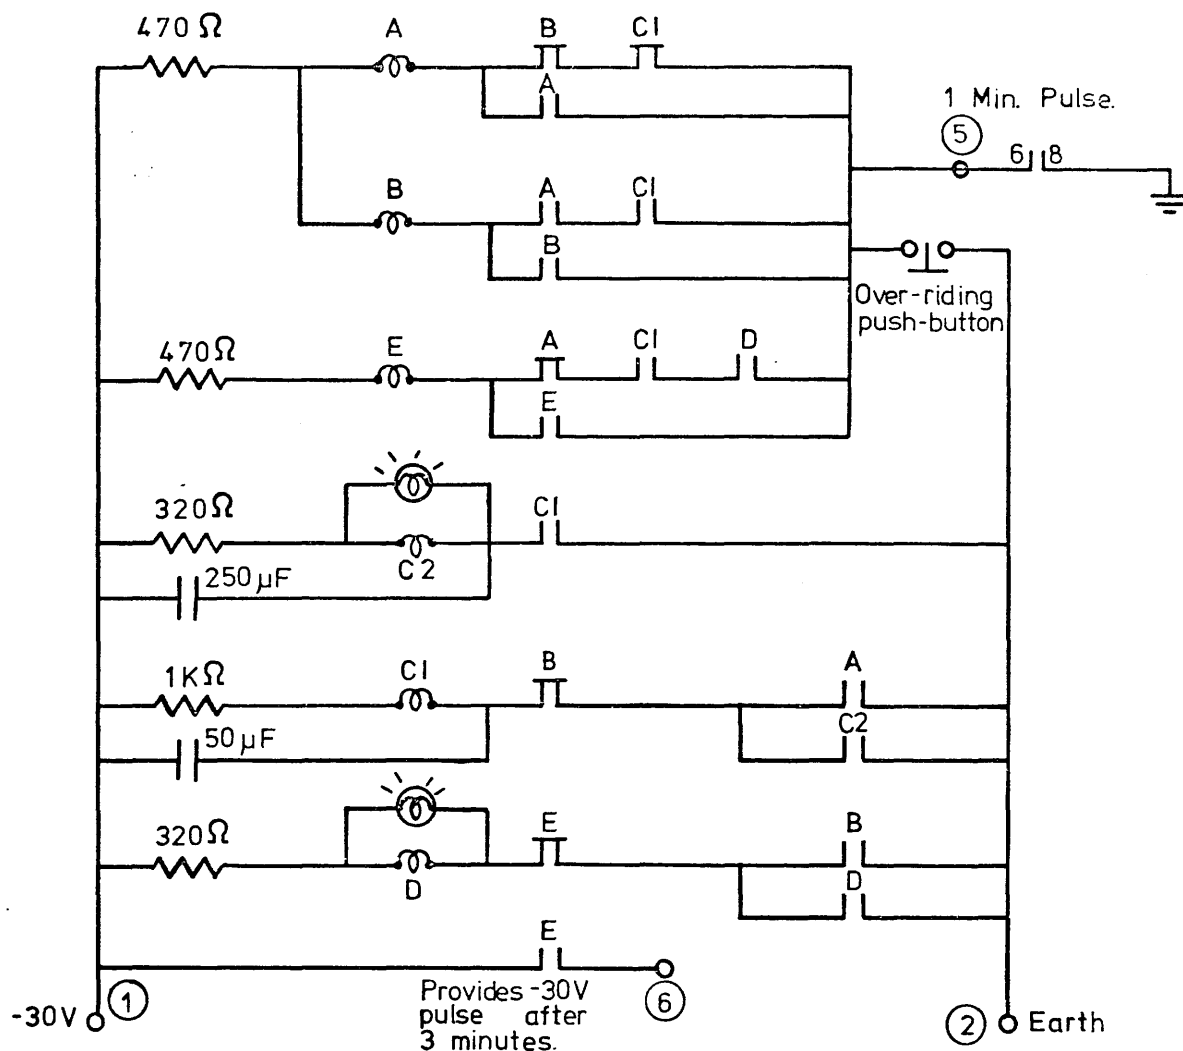 470Ω A B C1
A
1 Min. Pulse.
5
6 8
B A C1
B
Over-riding
push-button
470Ω E A C1 D
E
320Ω C1
C2
250µF
1KΩ C1 B A
C2
50µF
320Ω E B
D D
E
-30V 1
Provides -30V
pulse after
3 minutes.
6
2 Earth